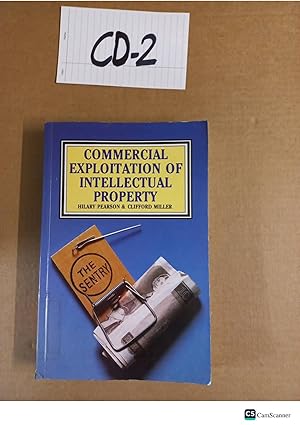 CD-2
COMMERCIAL
EXPLOITATION OF
INTELLECTUAL
PROPERTY
HILARY PEARSON & CLIFFORD MILLER
THE
SENTRY
CS CamScanner